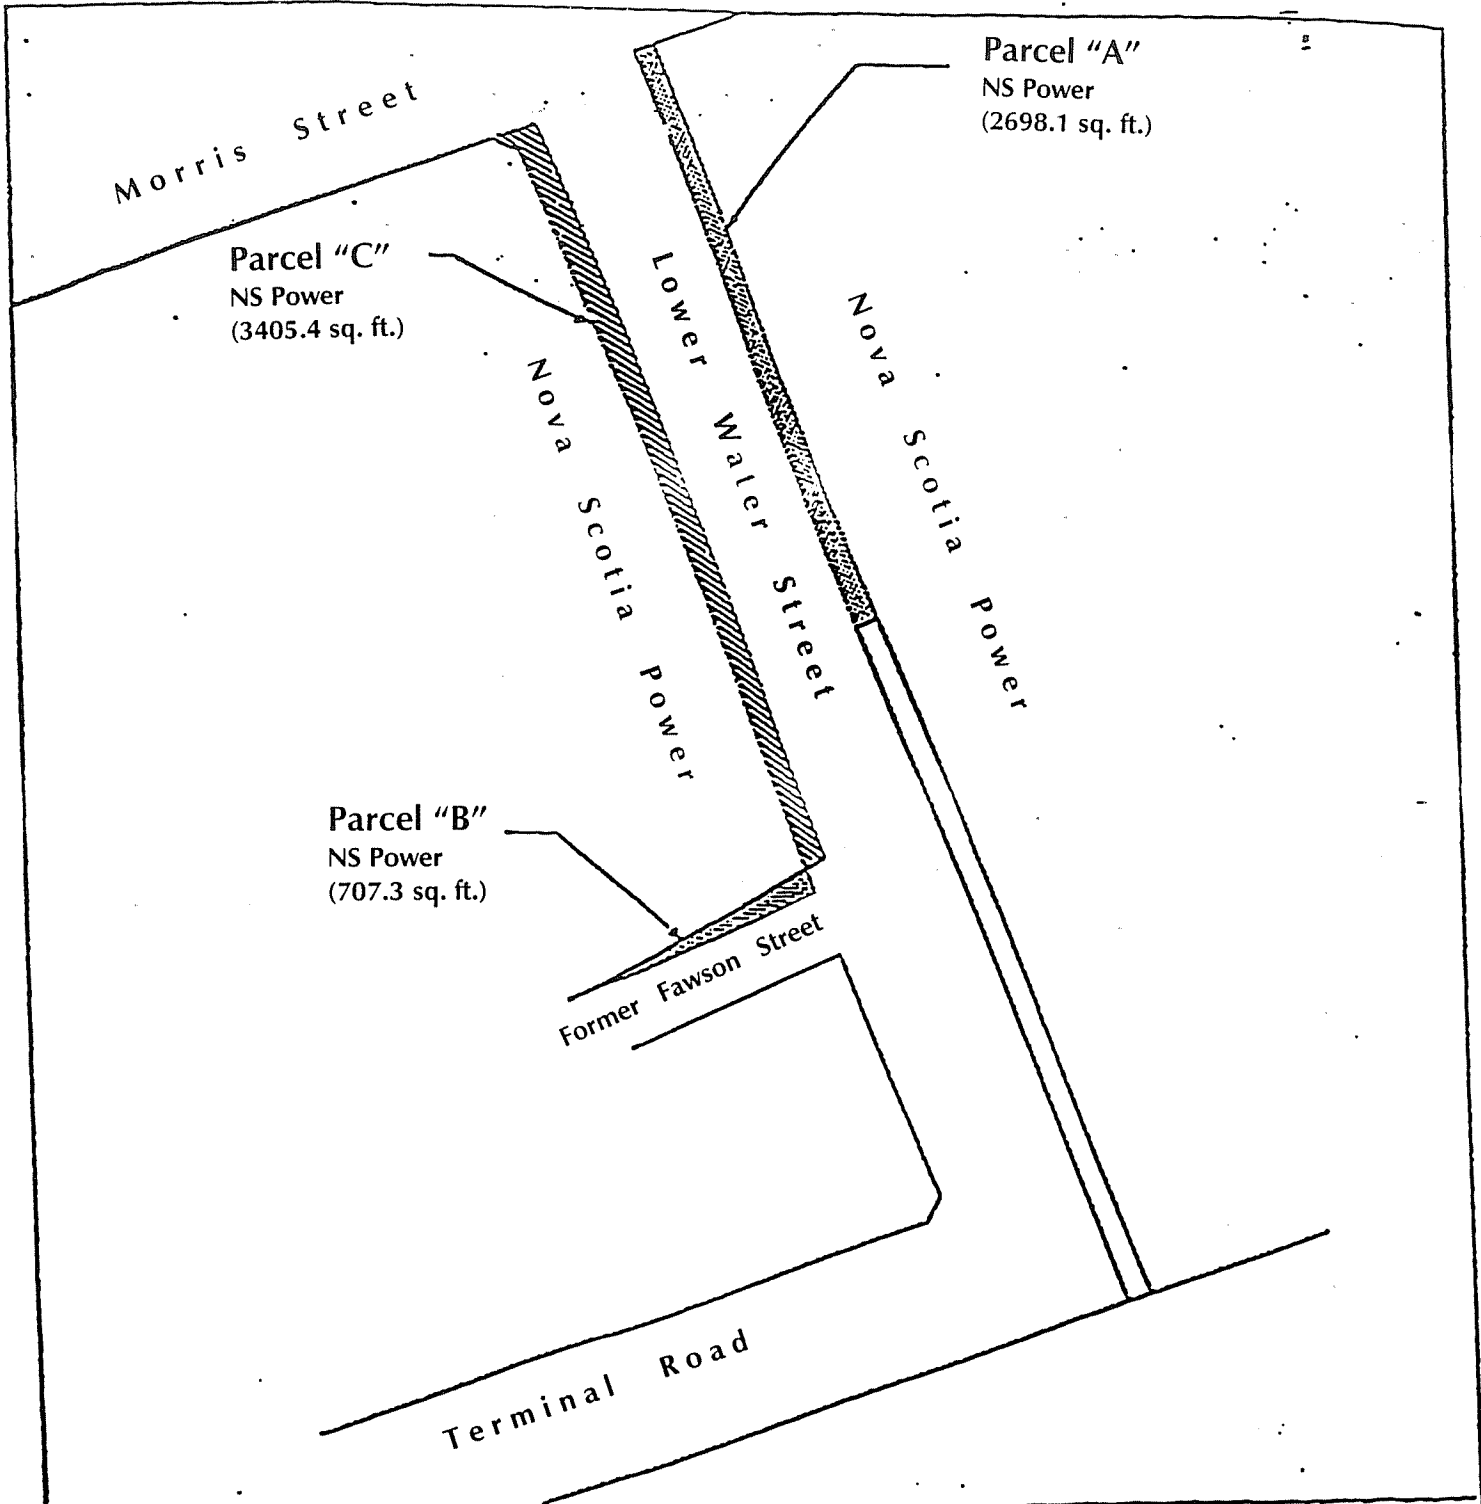 Parcel "A"
NS Power
(2698.1 sq. ft.)
Morris Street
Parcel "C"
NS Power
(3405.4 sq. ft.)
Lower Water Street
Nova Scotia Power
Nova Scotia Power
Parcel "B"
NS Power
(707.3 sq. ft.)
Former Fawson Street
Terminal Road